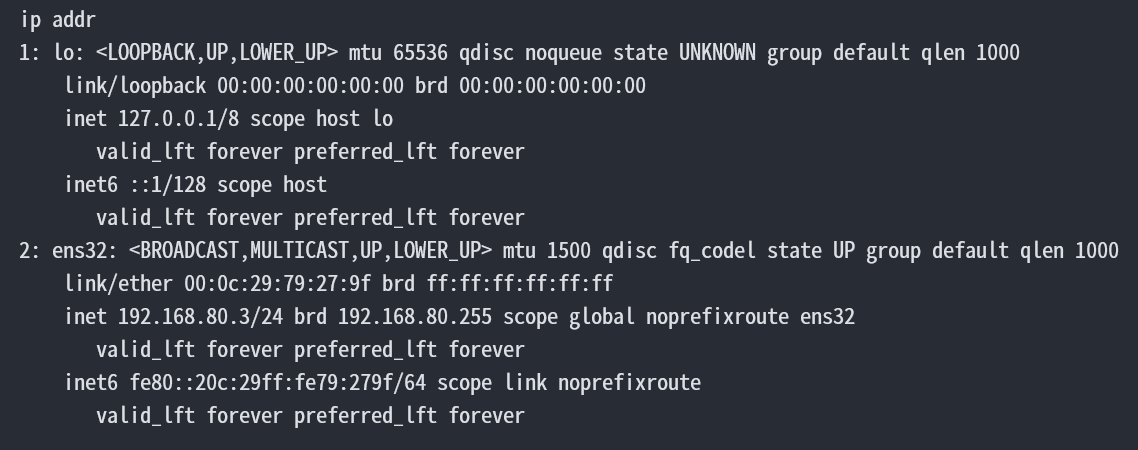 ip addr
1: lo: <LOOPBACK,UP,LOWER_UP> mtu 65536 qdisc noqueue state UNKNOWN group default qlen 1000
link/loopback 00:00:00:00:00:00 brd 00:00:00:00:00:00
inet 127.0.0.1/8 scope host lo
valid_lft forever preferred_lft forever
inet6 ::1/128 scope host
valid_lft forever preferred_lft forever
2: ens32: <BROADCAST,MULTICAST,UP,LOWER_UP> mtu 1500 qdisc fq_codel state UP group default qlen 1000
link/ether 00:0c:29:79:27:9f brd ff:ff:ff:ff:ff:ff
inet 192.168.80.3/24 brd 192.168.80.255 scope global noprefixroute ens32
valid_lft forever preferred_lft forever
inet6 fe80::20c:29ff:fe79:279f/64 scope link noprefixroute
valid_lft forever preferred_lft forever